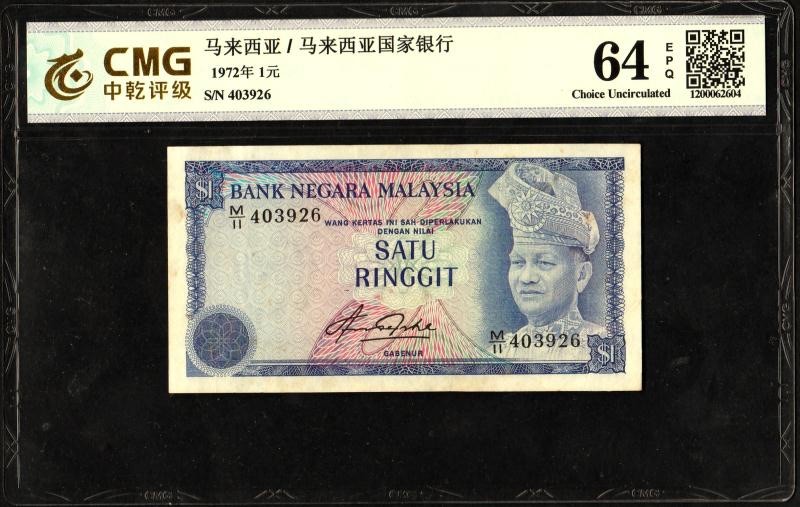 CMG
中乾评级
马来西亚 / 马来西亚国家银行
1972年 1元
S/N 403926
64
EPQ
Choice Uncirculated
1200062604
$1
BANK NEGARA MALAYSIA
M/11 403926
WANG KERTAS INI SAH DIPERLAKUKAN
DENGAN NILAI
SATU
RINGGIT
GABENUR
M/11 403926
$1